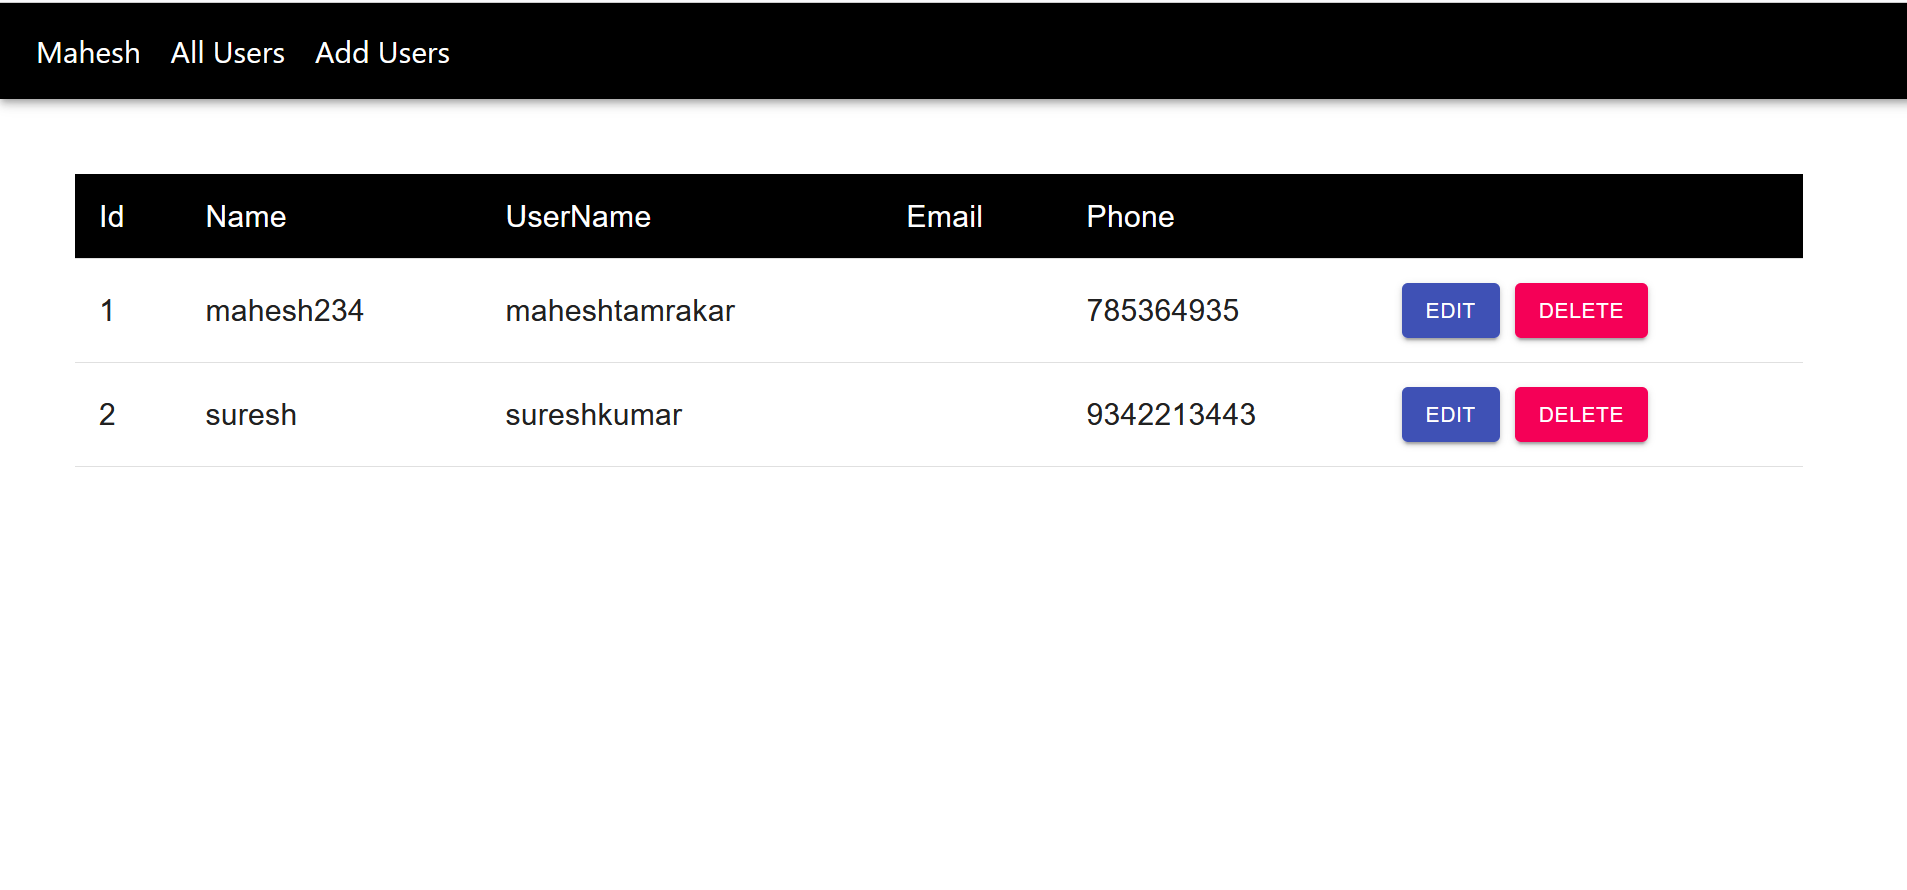 Mahesh All Users Add Users
Id Name UserName Email Phone
1 mahesh234 maheshtamrakar 785364935 EDIT DELETE
2 suresh sureshkumar 9342213443 EDIT DELETE